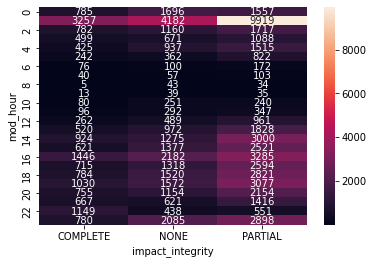 0 785 1696 1557
3257 4182 9919
2 782 1160 1717
499 671 1088
4 425 937 1515
242 362 822
6 76 100 172
40 57 103
8 5 43 34
13 39 35
10 80 251 240
96 292 347
12 262 489 961
520 972 1828
14 924 1275 3000
621 1377 2521
16 1446 2182 3285
715 1318 2594
18 784 1520 2821
1030 1572 3077
20 755 1154 2154
667 621 1416
22 1149 438 551
780 2085 2898
COMPLETE NONE PARTIAL
impact_integrity
mod_hour
8000
6000
4000
2000